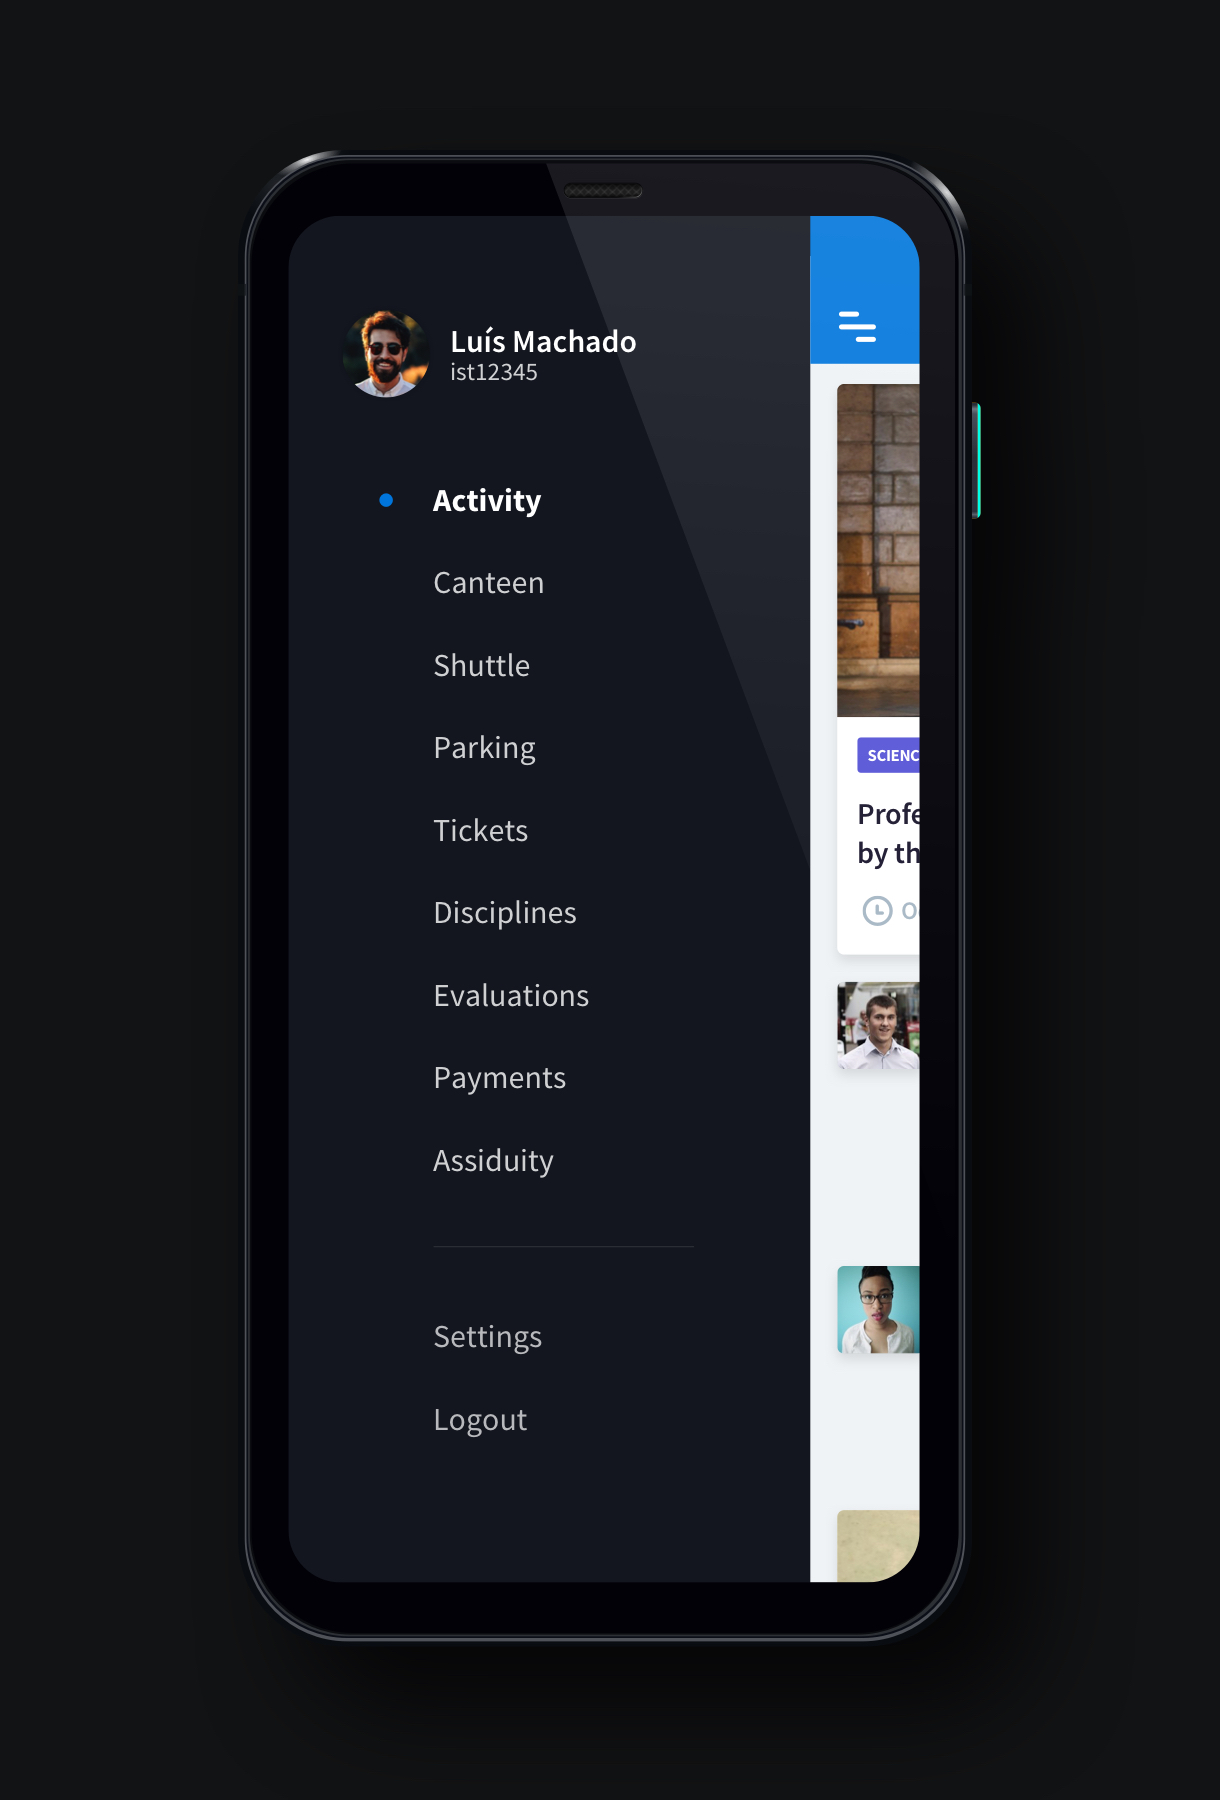 Luís Machado
ist12345
Activity
Canteen
Shuttle
Parking
Tickets
Disciplines
Evaluations
Payments
Assiduity
Settings
Logout
SCIENC
Profe
by th